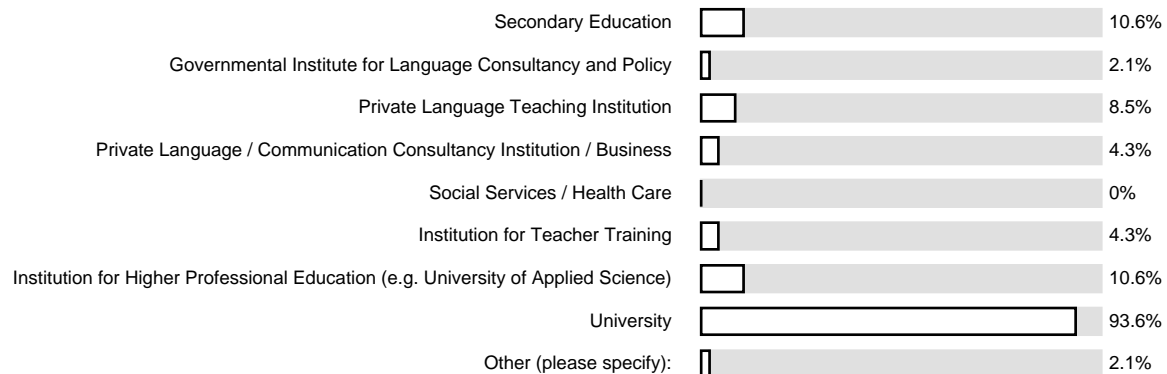 Secondary Education 10.6%
Governmental Institute for Language Consultancy and Policy 2.1%
Private Language Teaching Institution 8.5%
Private Language / Communication Consultancy Institution / Business 4.3%
Social Services / Health Care 0%
Institution for Teacher Training 4.3%
Institution for Higher Professional Education (e.g. University of Applied Science) 10.6%
University 93.6%
Other (please specify): 2.1%